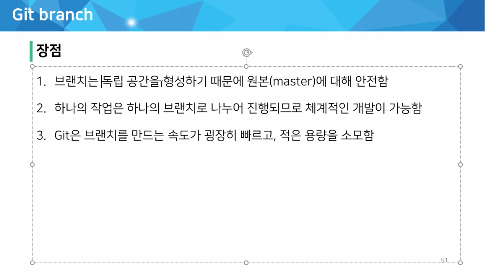 Git branch
장점
1. 브랜치는 독립 공간을 형성하기 때문에 원본(master)에 대해 안전함
2. 하나의 작업은 하나의 브랜치로 나누어 진행되므로 체계적인 개발이 가능함
3. Git은 브랜치를 만드는 속도가 굉장히 빠르고, 적은 용량을 소모함